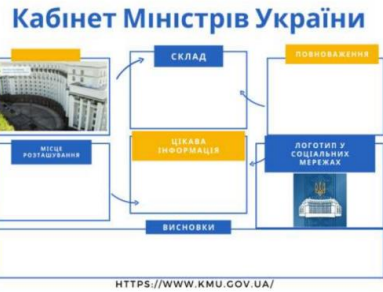 Кабінет Міністрів України
СКЛАД
ПОВНОВАЖЕННЯ
МІСЦЕ
РОЗТАШУВАННЯ
ЦІКАВА
ІНФОРМАЦІЯ
ЛОГОТИП У
СОЦІАЛЬНИХ
МЕРЕЖАХ
ВИСНОВКИ
HTTPS://WWW.KMU.GOV.UA/